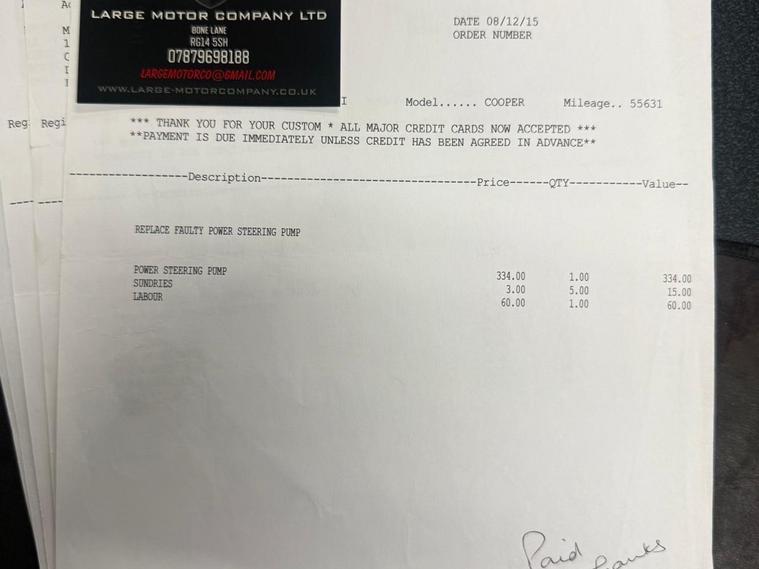 LARGE MOTOR COMPANY LTD
BONE LANE
RG14 5SH
07879698188
LARGEMOTORCO@GMAIL.COM
WWW.LARGE-MOTORCOMPANY.CO.UK
DATE 08/12/15
ORDER NUMBER
I Model...... COOPER Mileage.. 55631
Reg Regi
*** THANK YOU FOR YOUR CUSTOM * ALL MAJOR CREDIT CARDS NOW ACCEPTED ***
**PAYMENT IS DUE IMMEDIATELY UNLESS CREDIT HAS BEEN AGREED IN ADVANCE**
------------------Description---------------------------------Price------QTY-----------Value--
REPLACE FAULTY POWER STEERING PUMP
POWER STEERING PUMP 334.00 1.00 334.00
SUNDRIES 3.00 5.00 15.00
LABOUR 60.00 1.00 60.00
Paid